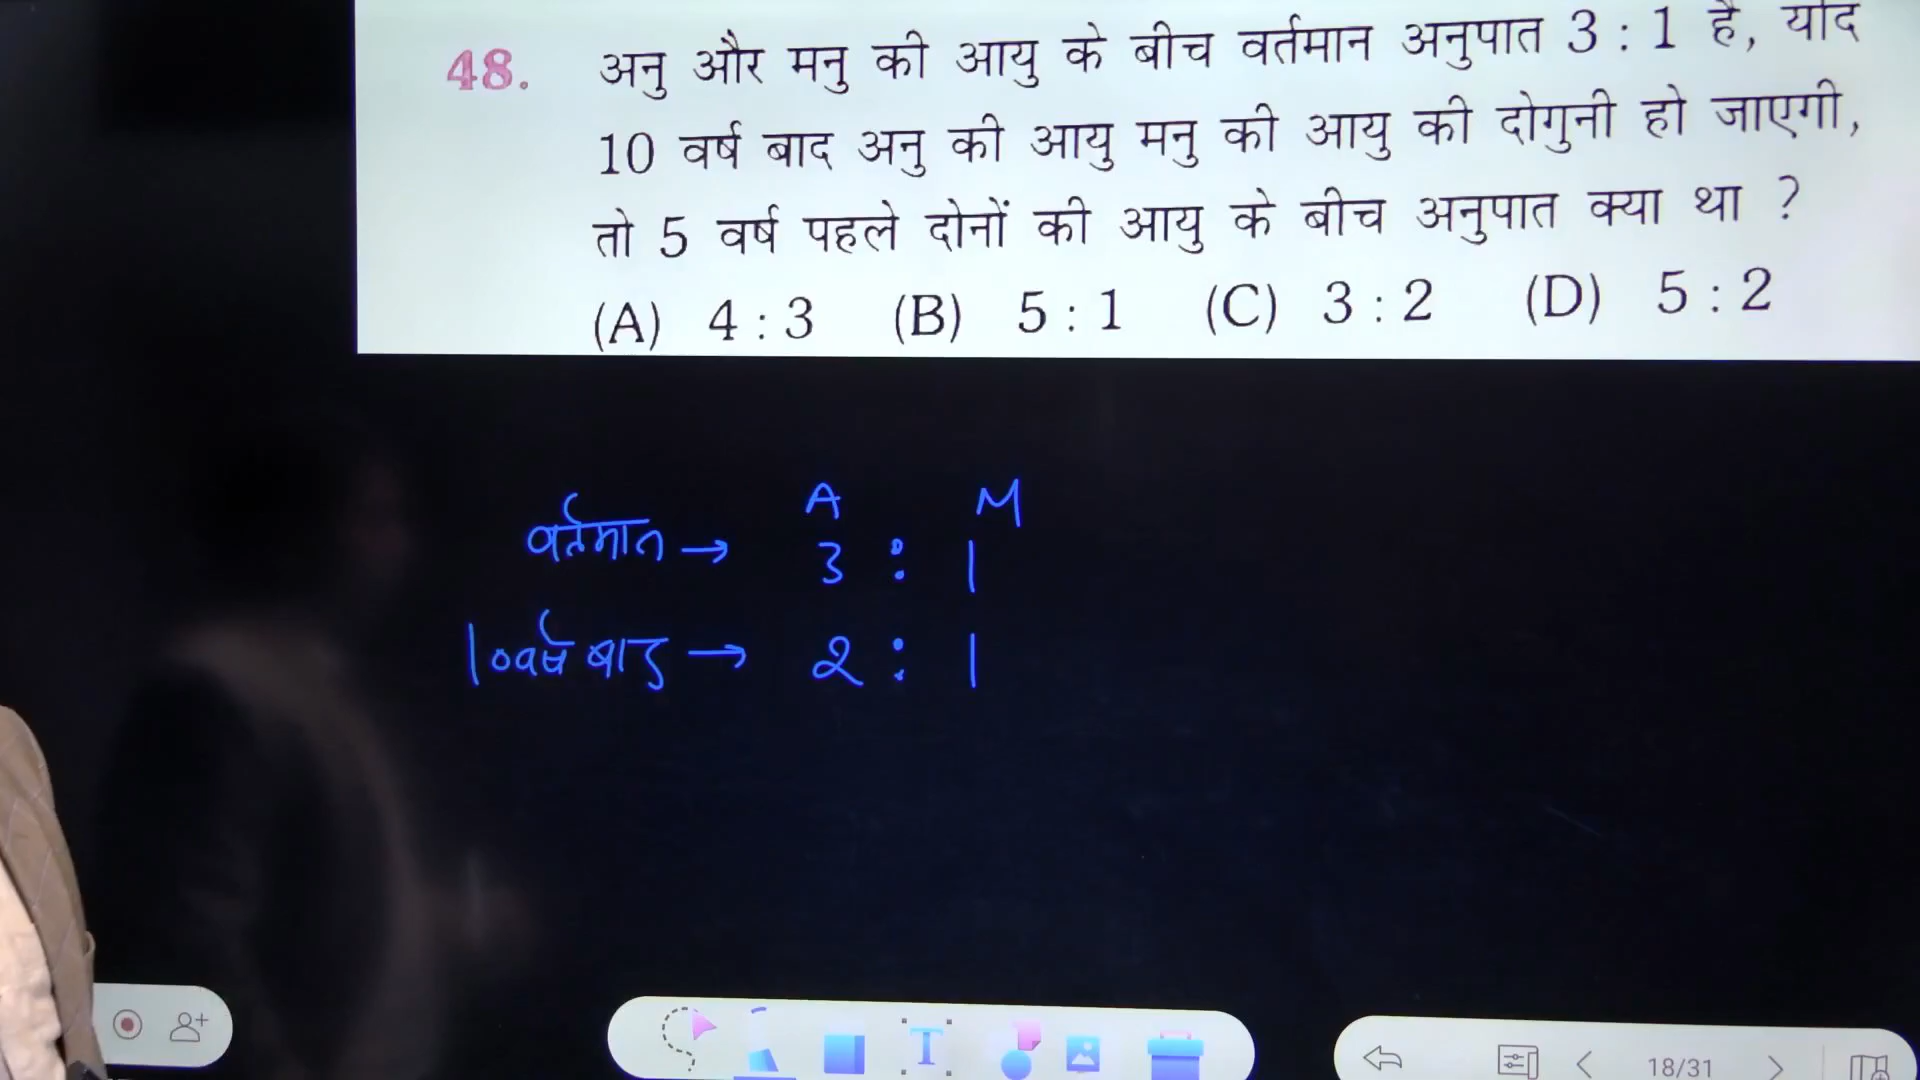 48. अनु और मनु की आयु के बीच वर्तमान अनुपात 3 : 1 है, यदि
10 वर्ष बाद अनु की आयु मनु की आयु की दोगुनी हो जाएगी,
तो 5 वर्ष पहले दोनों की आयु के बीच अनुपात क्या था ?
(A) 4 : 3 (B) 5 : 1 (C) 3 : 2 (D) 5 : 2
A M
वर्तमान → 3 : 1
10 वर्ष बाद → 2 : 1
T
18/31